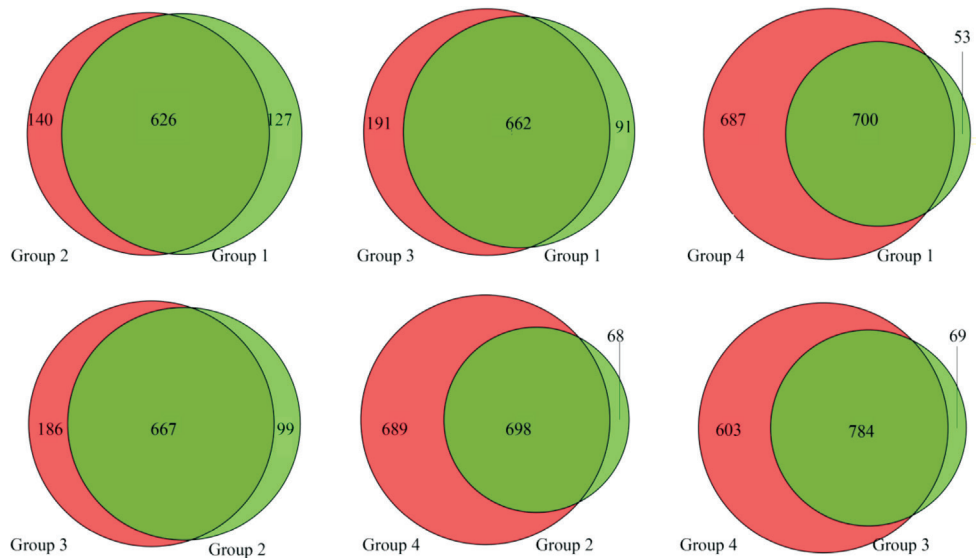 140 626 127
Group 2 Group 1
191 662 91
Group 3 Group 1
53
687 700
Group 4 Group 1
186 667 99
Group 3 Group 2
68
689 698
Group 4 Group 2
69
603 784
Group 4 Group 3